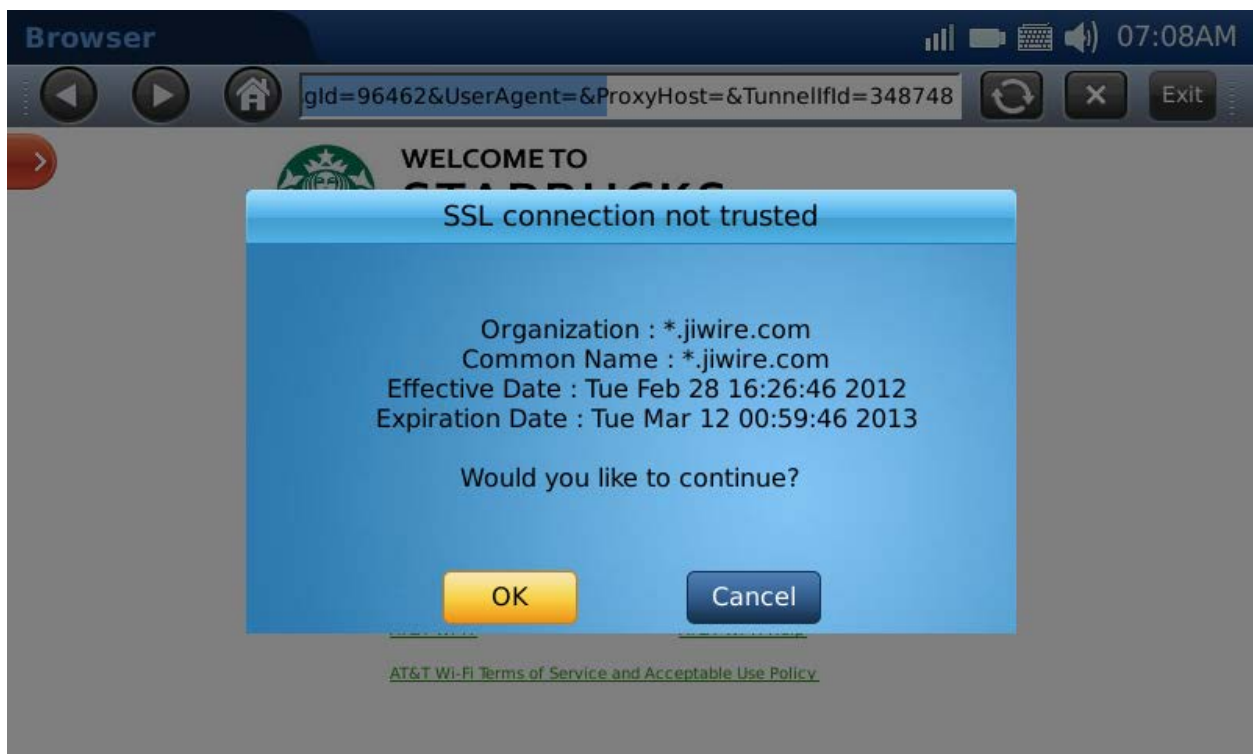 Browser
07:08AM
gId=96462&UserAgent=&ProxyHost=&TunnelIfId=348748
Exit
WELCOME TO
SSL connection not trusted
Organization : *.jiwire.com
Common Name : *.jiwire.com
Effective Date : Tue Feb 28 16:26:46 2012
Expiration Date : Tue Mar 12 00:59:46 2013
Would you like to continue?
OK
Cancel
AT&T Wi-Fi Terms of Service and Acceptable Use Policy